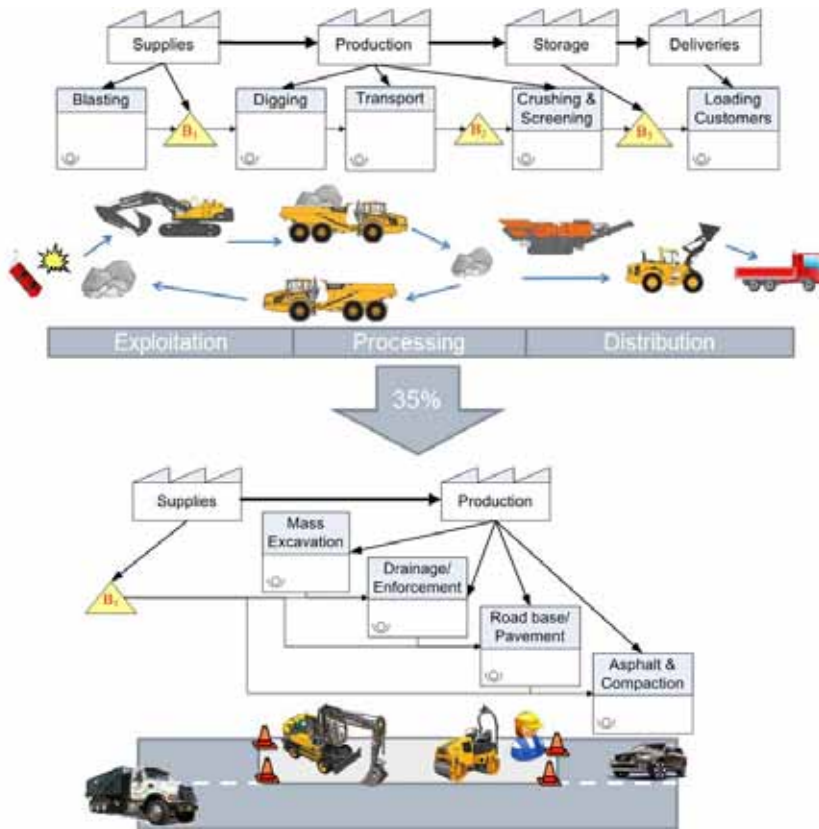 Supplies
Production
Storage
Deliveries
Blasting
B1
Digging
Transport
B2
Crushing &
Screening
B3
Loading
Customers
Exploitation
Processing
Distribution
35%
Supplies
Production
Mass
Excavation
Drainage/
Enforcement
Road base/
Pavement
Asphalt &
Compaction